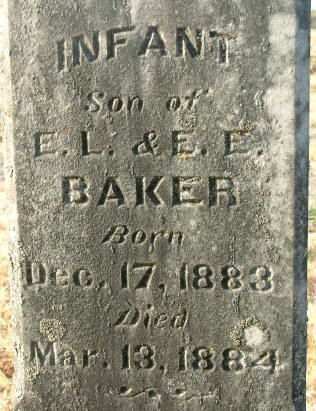 INFANT
Son of
E. L. & E. E.
BAKER
Born
Dec. 17, 1883
Died
Mar. 13, 1884